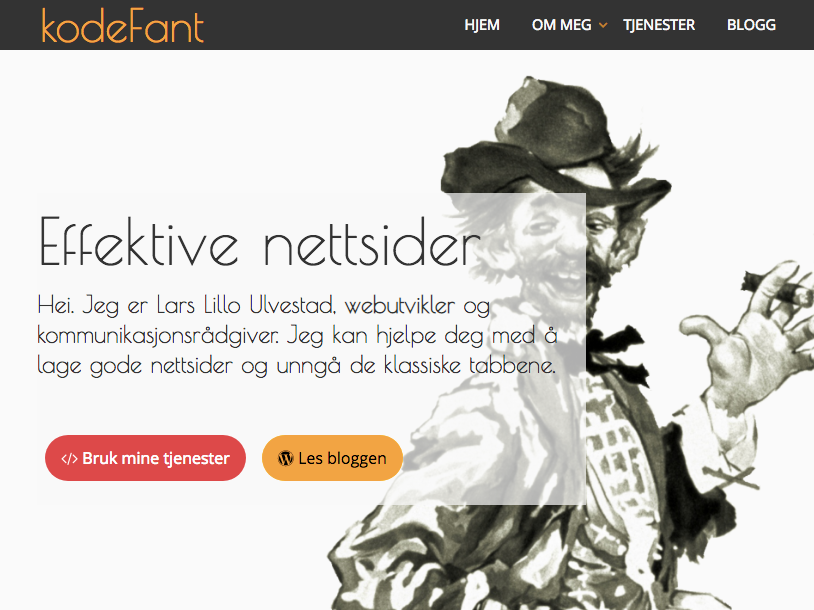 kodeFant
HJEM OM MEG TJENESTER BLOGG
Effektive nettsider
Hei. Jeg er Lars Lillo Ulvestad, webutvikler og
kommunikasjonsrådgiver. Jeg kan hjelpe deg med å
lage gode nettsider og unngå de klassiske tabbene.
</> Bruk mine tjenester Les bloggen